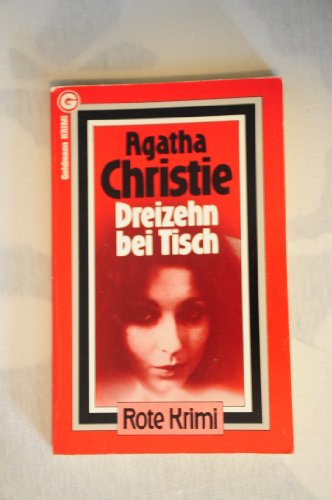 G
Goldmann KRIMI
Agatha
Christie
Dreizehn
bei Tisch
Rote Krimi